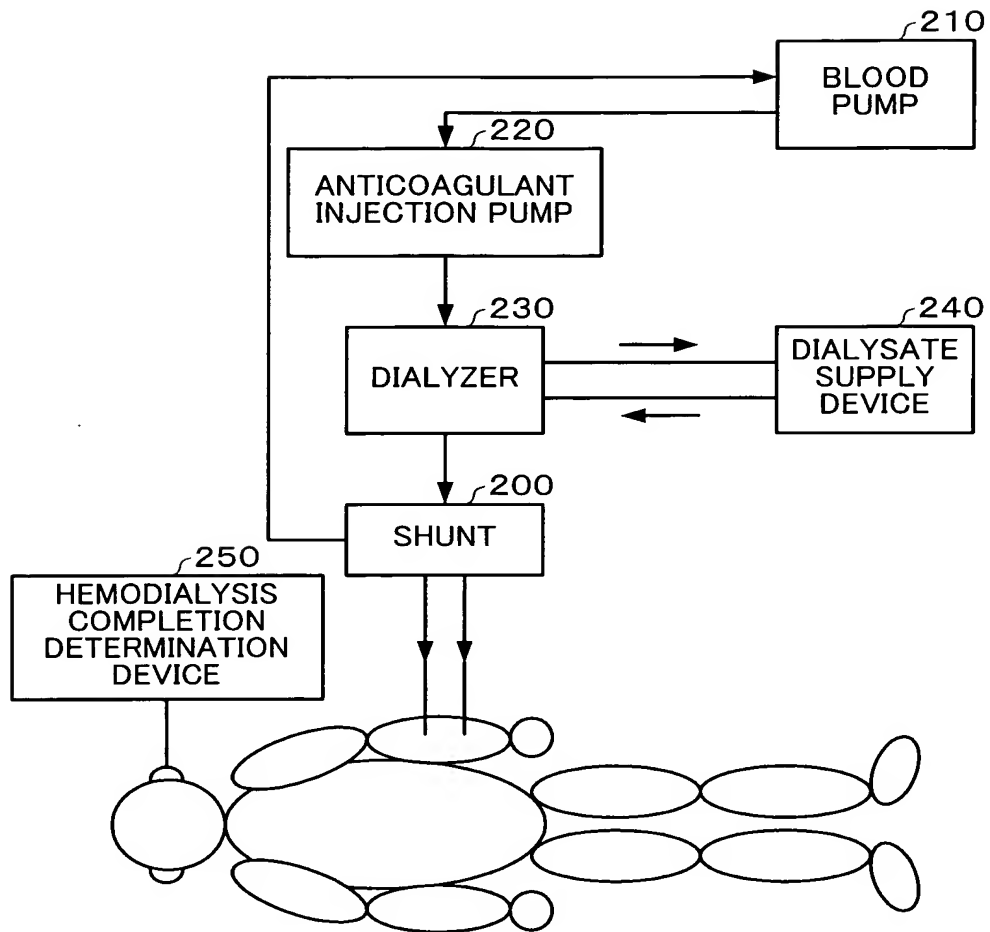 210
BLOOD
PUMP
220
ANTICOAGULANT
INJECTION PUMP
230
DIALYZER
240
DIALYSATE
SUPPLY
DEVICE
200
SHUNT
250
HEMODIALYSIS
COMPLETION
DETERMINATION
DEVICE